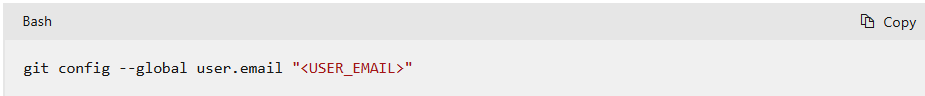 Bash
Copy
git config --global user.email "<USER_EMAIL>"